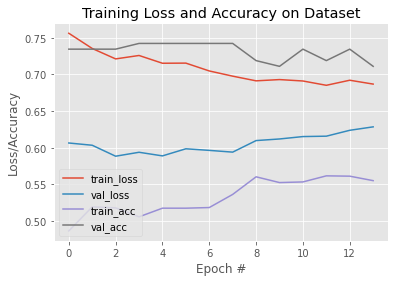 Training Loss and Accuracy on Dataset
Loss/Accuracy
0.75
0.70
0.65
0.60
0.55
0.50
train_loss
val_loss
train_acc
val_acc
0 2 4 6 8 10 12
Epoch #